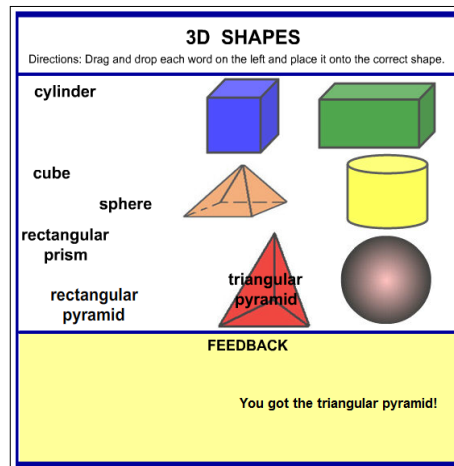 3D SHAPES
Directions: Drag and drop each word on the left and place it onto the correct shape.
cylinder
cube
sphere
rectangular
prism
rectangular
pyramid
triangular
pyramid
FEEDBACK
You got the triangular pyramid!